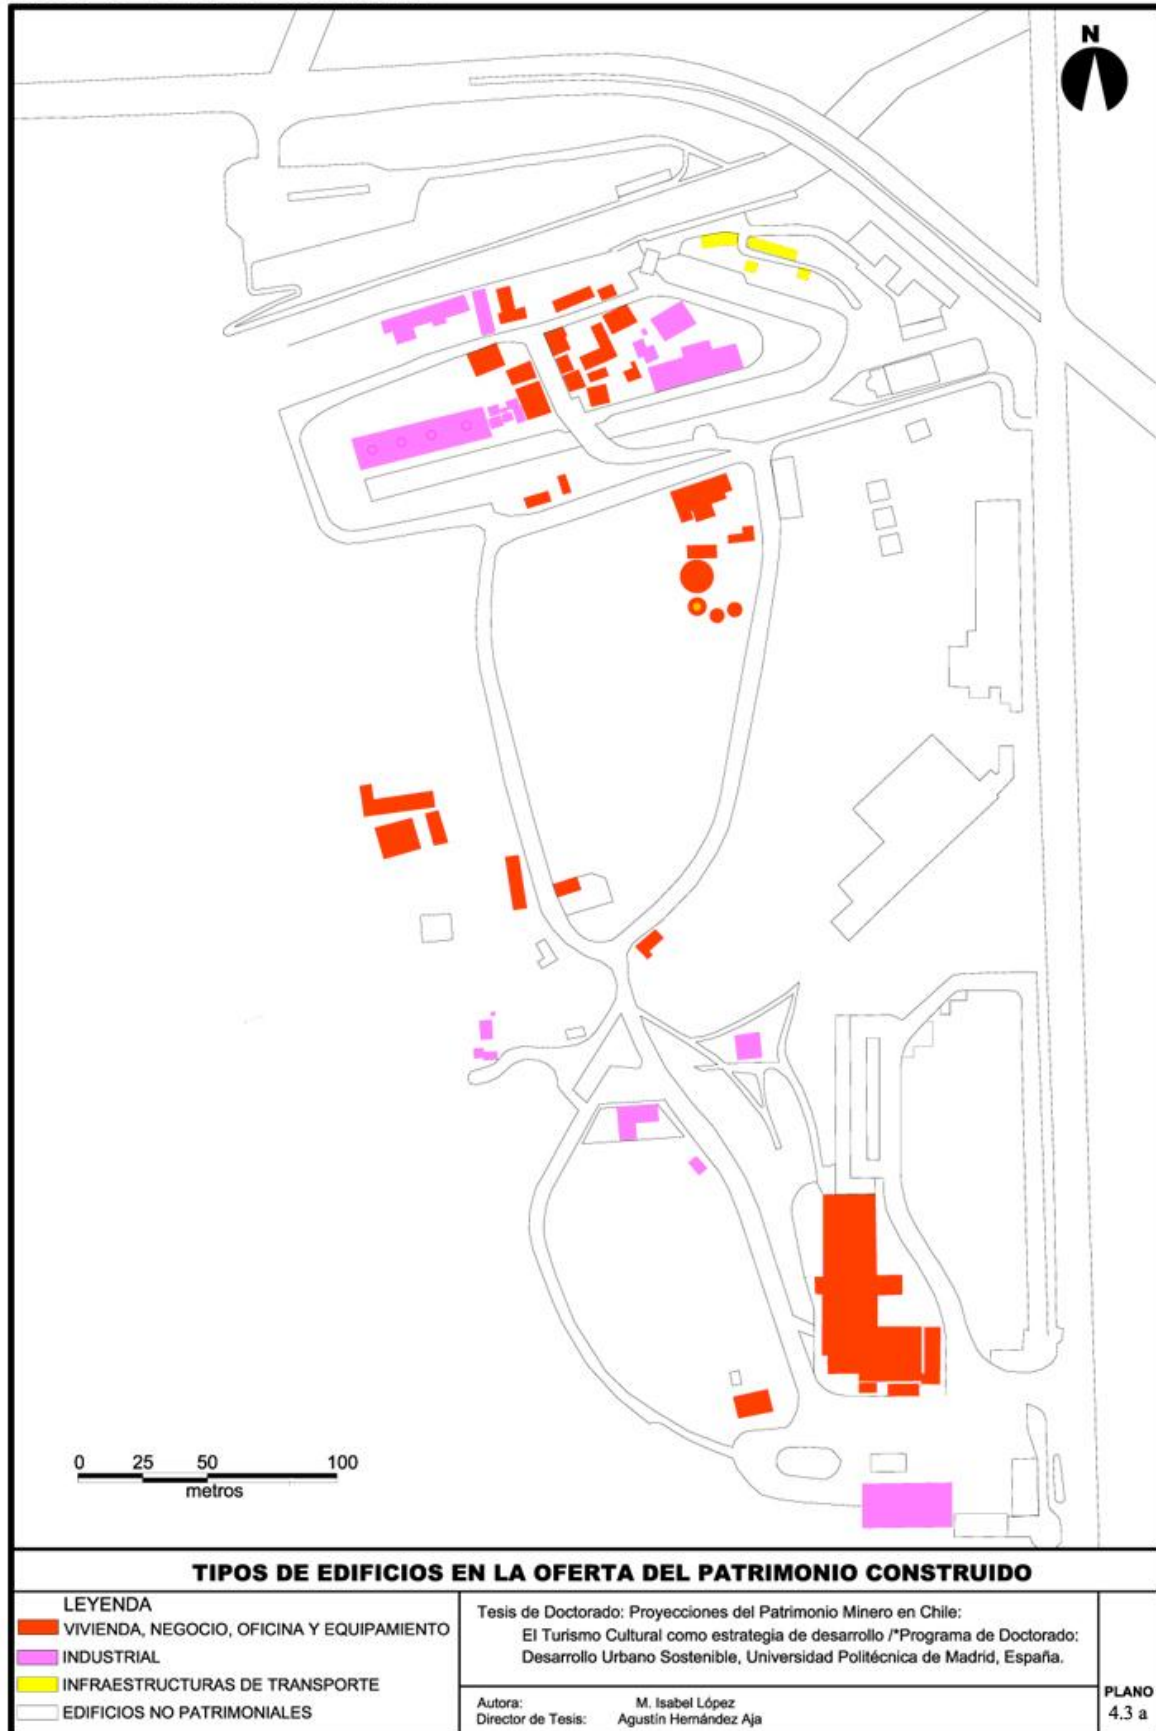 N
0 25 50 100
metros
TIPOS DE EDIFICIOS EN LA OFERTA DEL PATRIMONIO CONSTRUIDO
LEYENDA
VIVIENDA, NEGOCIO, OFICINA Y EQUIPAMIENTO
INDUSTRIAL
INFRAESTRUCTURAS DE TRANSPORTE
EDIFICIOS NO PATRIMONIALES
Tesis de Doctorado: Proyecciones del Patrimonio Minero en Chile:
El Turismo Cultural como estrategia de desarrollo /*Programa de Doctorado:
Desarrollo Urbano Sostenible, Universidad Politécnica de Madrid, España.
Autora: M. Isabel López
Director de Tesis: Agustín Hernández Aja
PLANO
4.3 a